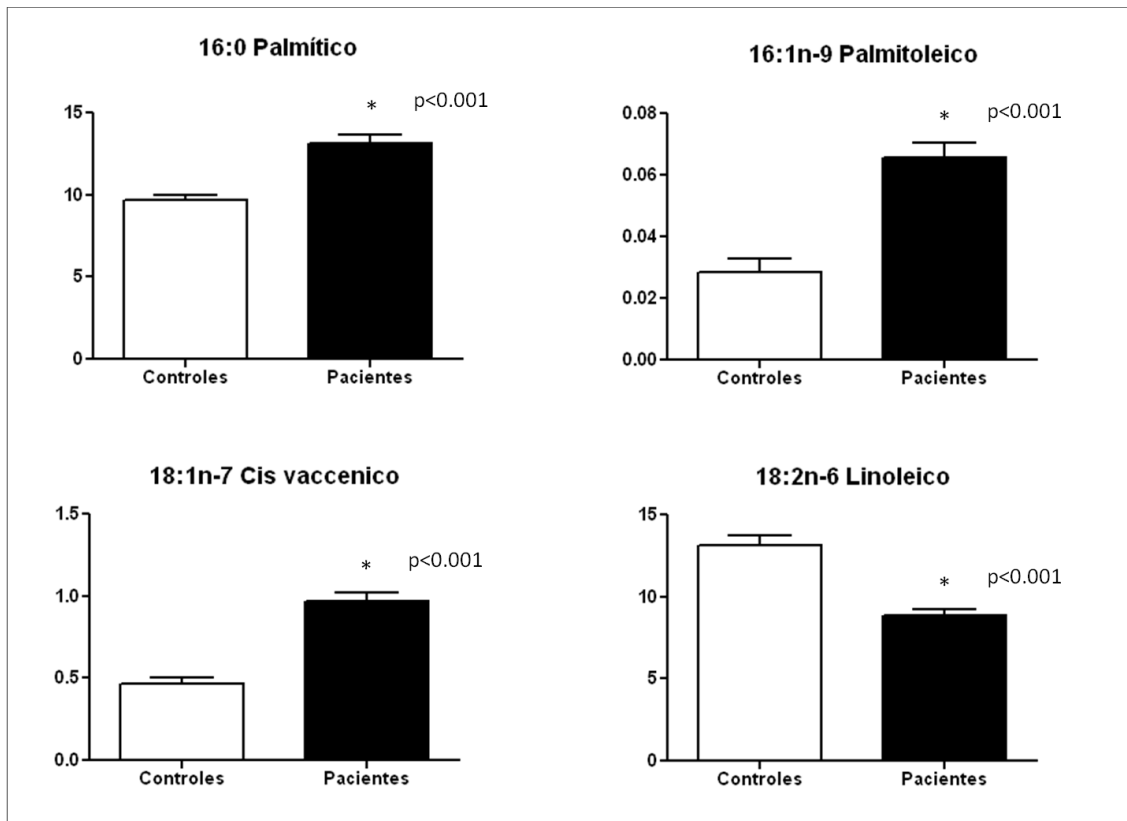 16:0 Palmítico
15
10
5
0
* p<0.001
Controles Pacientes
16:1n-9 Palmitoleico
0.08
0.06
0.04
0.02
0.00
* p<0.001
Controles Pacientes
18:1n-7 Cis vaccenico
1.5
1.0
0.5
0.0
* p<0.001
Controles Pacientes
18:2n-6 Linoleico
15
10
5
0
* p<0.001
Controles Pacientes